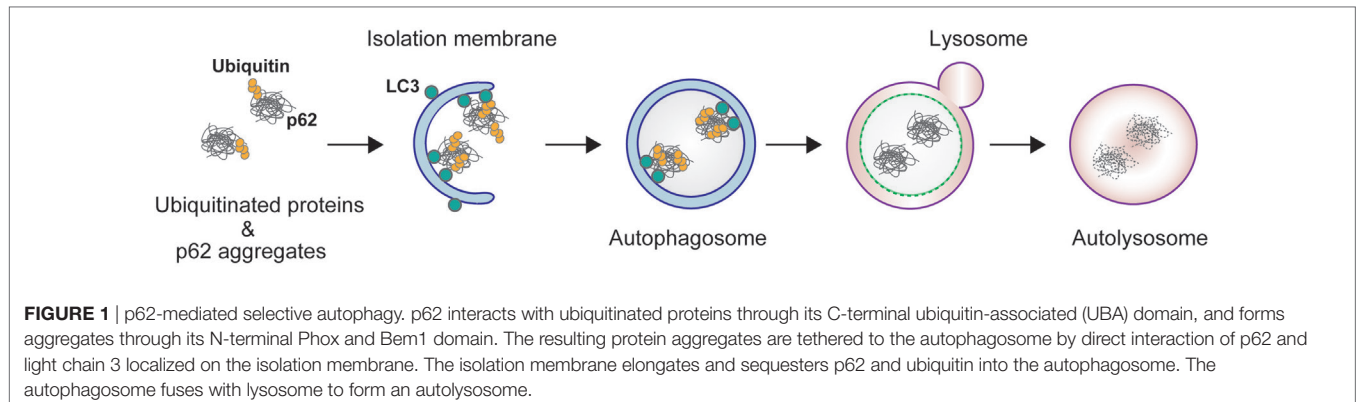 Isolation membrane
Lysosome
Ubiquitin
LC3
p62
Ubiquitinated proteins
&
p62 aggregates
Autophagosome
Autolysosome
FIGURE 1 | p62-mediated selective autophagy. p62 interacts with ubiquitinated proteins through its C-terminal ubiquitin-associated (UBA) domain, and forms
aggregates through its N-terminal Phox and Bem1 domain. The resulting protein aggregates are tethered to the autophagosome by direct interaction of p62 and
light chain 3 localized on the isolation membrane. The isolation membrane elongates and sequesters p62 and ubiquitin into the autophagosome. The
autophagosome fuses with lysosome to form an autolysosome.